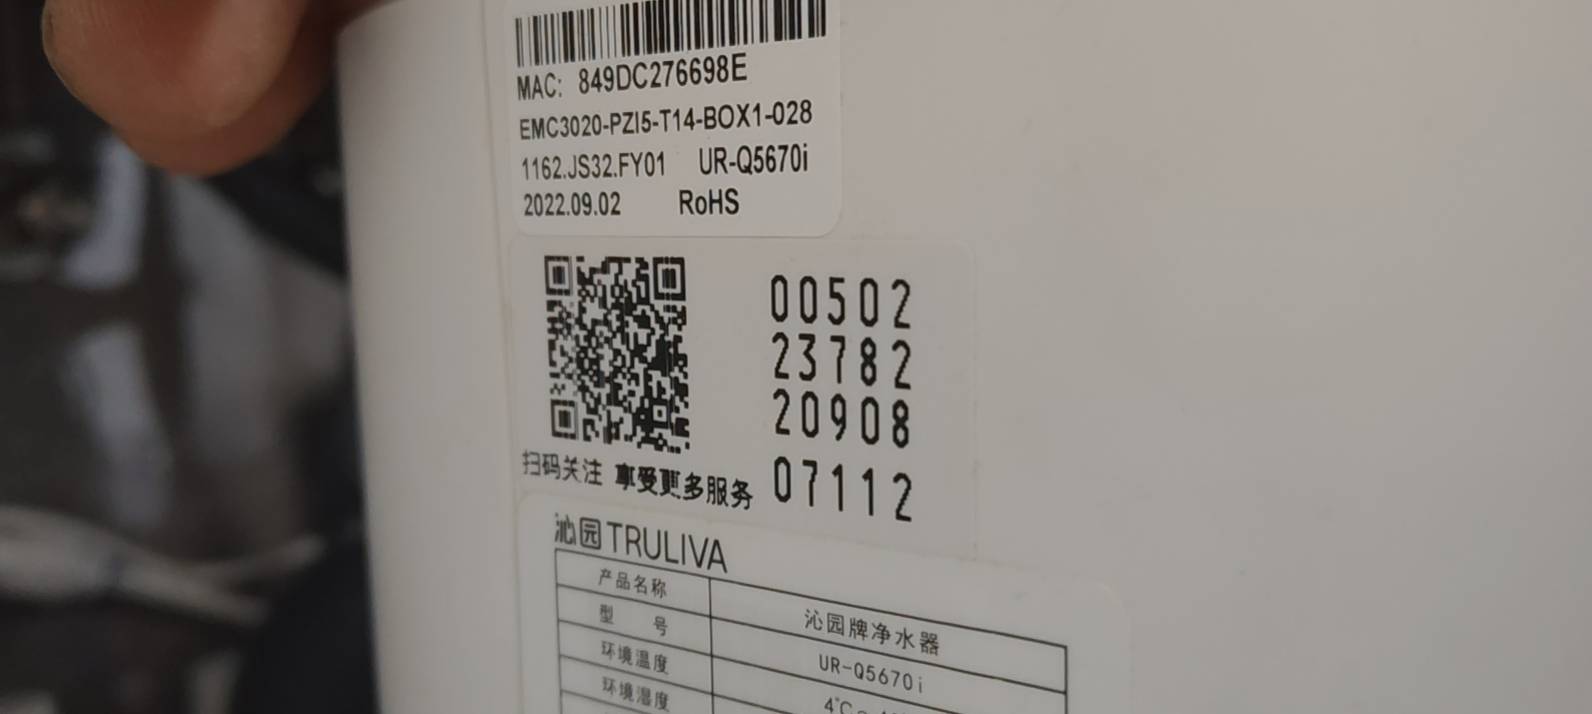 MAC: 849DC276698E
EMC3020-PZI5-T14-BOX1-028
1162.JS32.FY01 UR-Q5670i
2022.09.02 RoHS
00502
23782
20908
07112
扫码关注 享受更多服务
沁园TRULIVA
产品名称 沁园牌净水器
型 号 UR-Q5670i
环境温度 4℃~
环境湿度